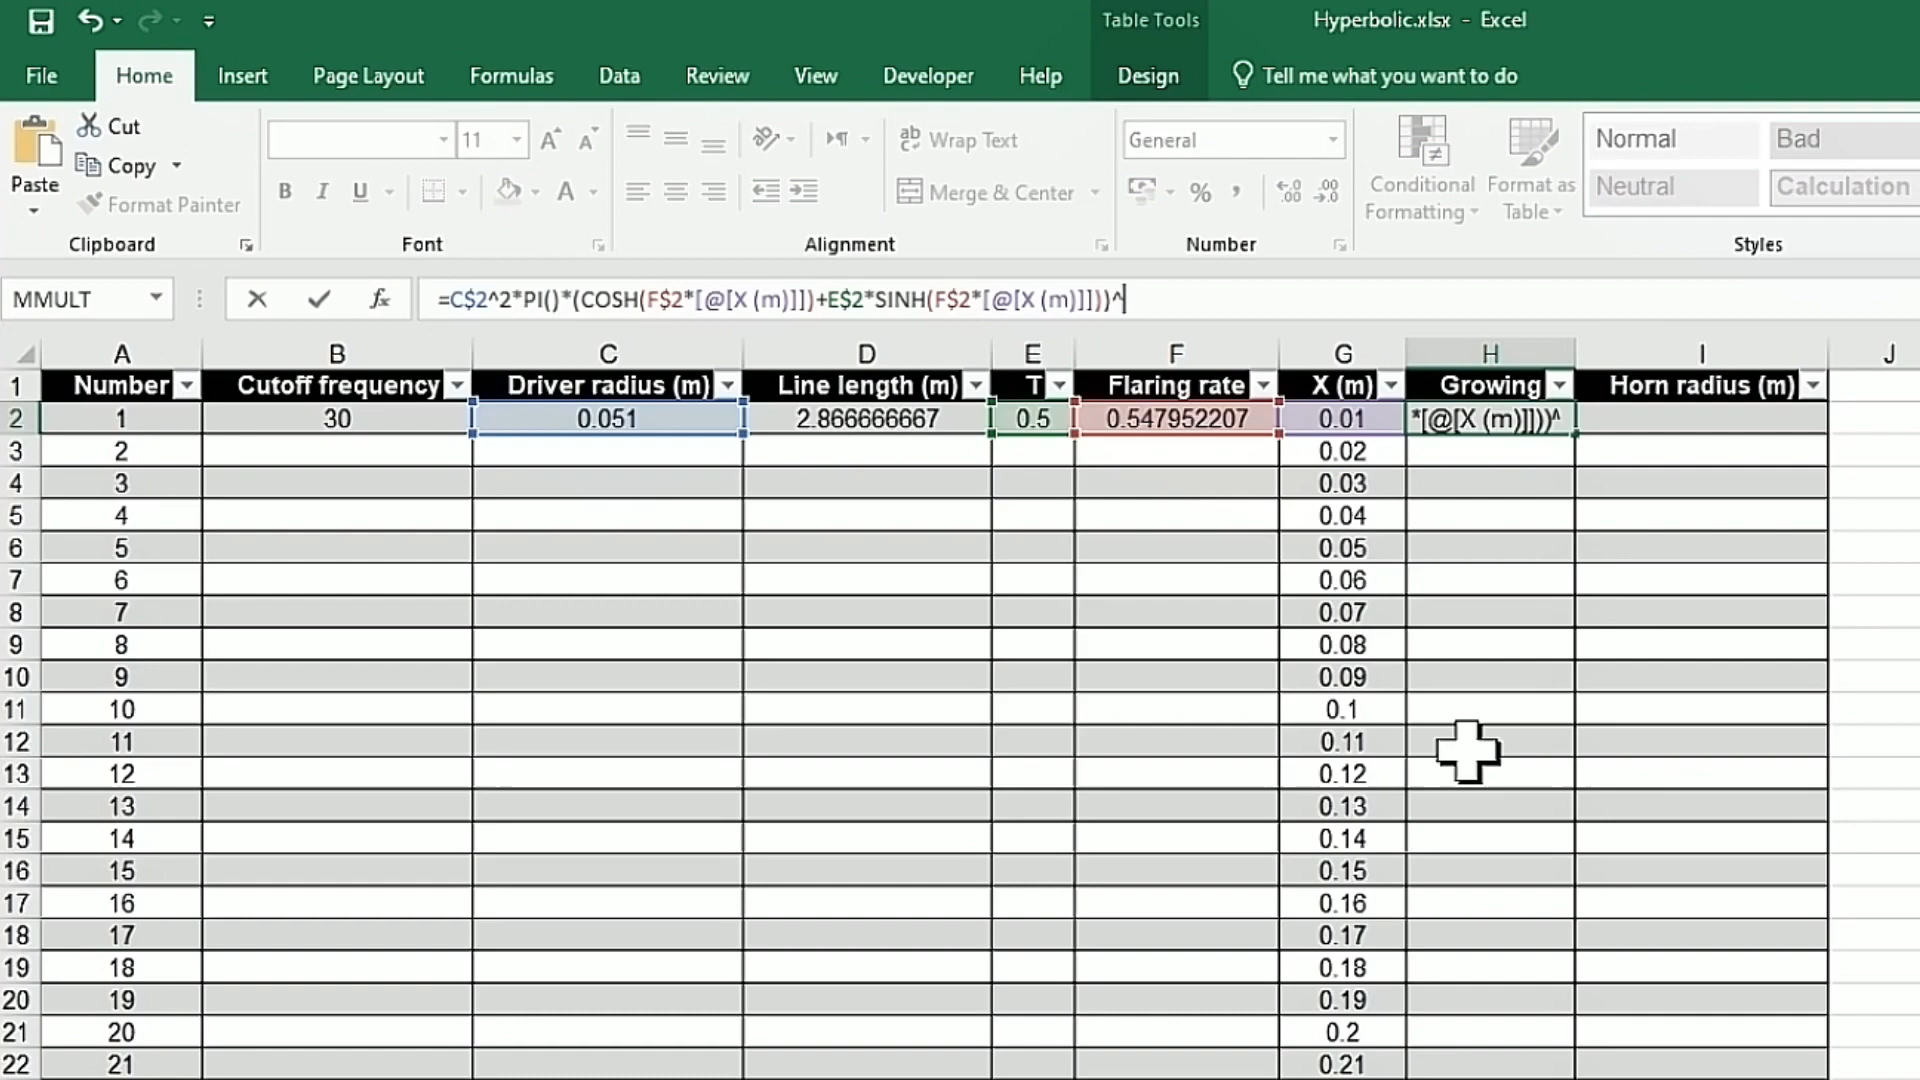 Table Tools
Hyperbolic.xlsx - Excel
File Home Insert Page Layout Formulas Data Review View Developer Help Design Tell me what you want to do
Paste
Cut
Copy
Format Painter
Clipboard
11 A A
B I U A
Font
ab c Wrap Text
Merge & Center
Alignment
General
% , .00 .00
Number
Conditional Formatting
Format as Table
Normal Bad
Neutral Calculation
Styles
MMULT fx =C$2^2*PI()*(COSH(F$2*[@[X (m)]])+E$2*SINH(F$2*[@[X (m)]]))^
A B C D E F G H I J
1 Number Cutoff frequency Driver radius (m) Line length (m) T Flaring rate X (m) Growing Horn radius (m)
2 1 30 0.051 2.866666667 0.5 0.547952207 0.01 *[@[X (m)]]))^
3 2 0.02
4 3 0.03
5 4 0.04
6 5 0.05
7 6 0.06
8 7 0.07
9 8 0.08
10 9 0.09
11 10 0.1
12 11 0.11
13 12 0.12
14 13 0.13
15 14 0.14
16 15 0.15
17 16 0.16
18 17 0.17
19 18 0.18
20 19 0.19
21 20 0.2
22 21 0.21